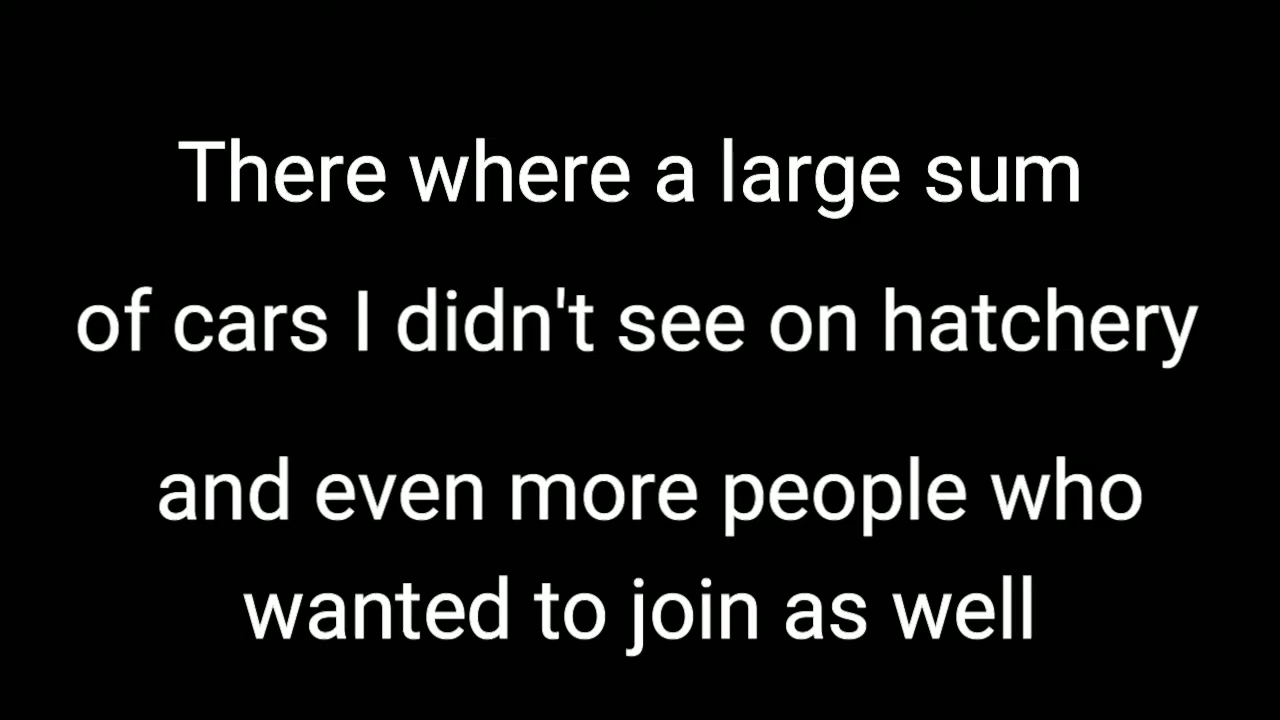 There where a large sum
of cars I didn't see on hatchery
and even more people who
wanted to join as well